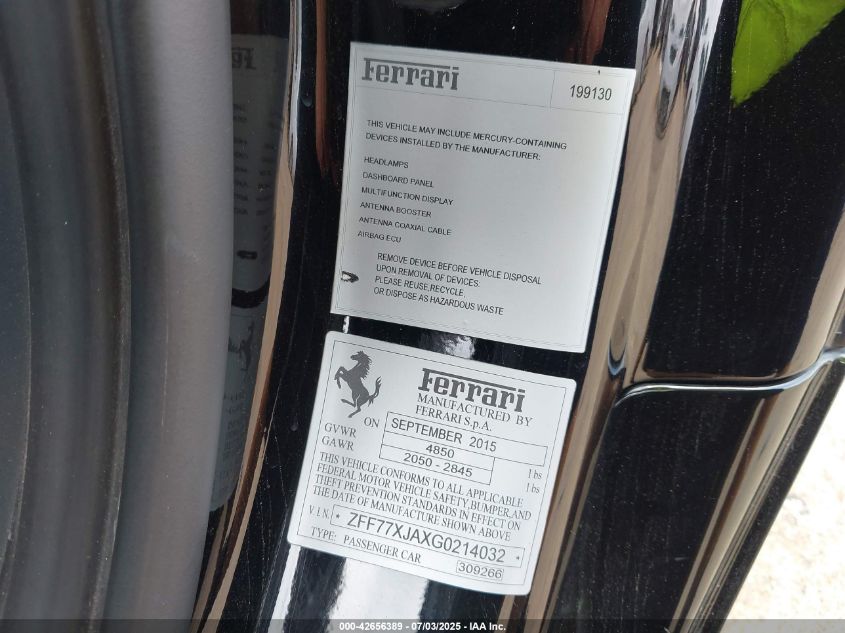 Ferrari
199130
THIS VEHICLE MAY INCLUDE MERCURY-CONTAINING
DEVICES INSTALLED BY THE MANUFACTURER:
HEADLAMPS
DASHBOARD PANEL
MULTIFUNCTION DISPLAY
ANTENNA BOOSTER
ANTENNA COAXIAL CABLE
AIRBAG ECU
REMOVE DEVICE BEFORE VEHICLE DISPOSAL
UPON REMOVAL OF DEVICES:
PLEASE REUSE,RECYCLE,
OR DISPOSE AS HAZARDOUS WASTE
Ferrari
MANUFACTURED BY
FERRARI S.p.A.
ON SEPTEMBER 2015
GVWR 4850 lbs
GAWR 2050 - 2845 lbs
THIS VEHICLE CONFORMS TO ALL APPLICABLE
FEDERAL MOTOR VEHICLE SAFETY,BUMPER,AND
THEFT PREVENTION STANDARDS IN EFFECT ON
THE DATE OF MANUFACTURE SHOWN ABOVE
V.I.N. * ZFF77XJAXG0214032 *
TYPE: PASSENGER CAR
309266
000-42656389 - 07/03/2025 - IAA Inc.